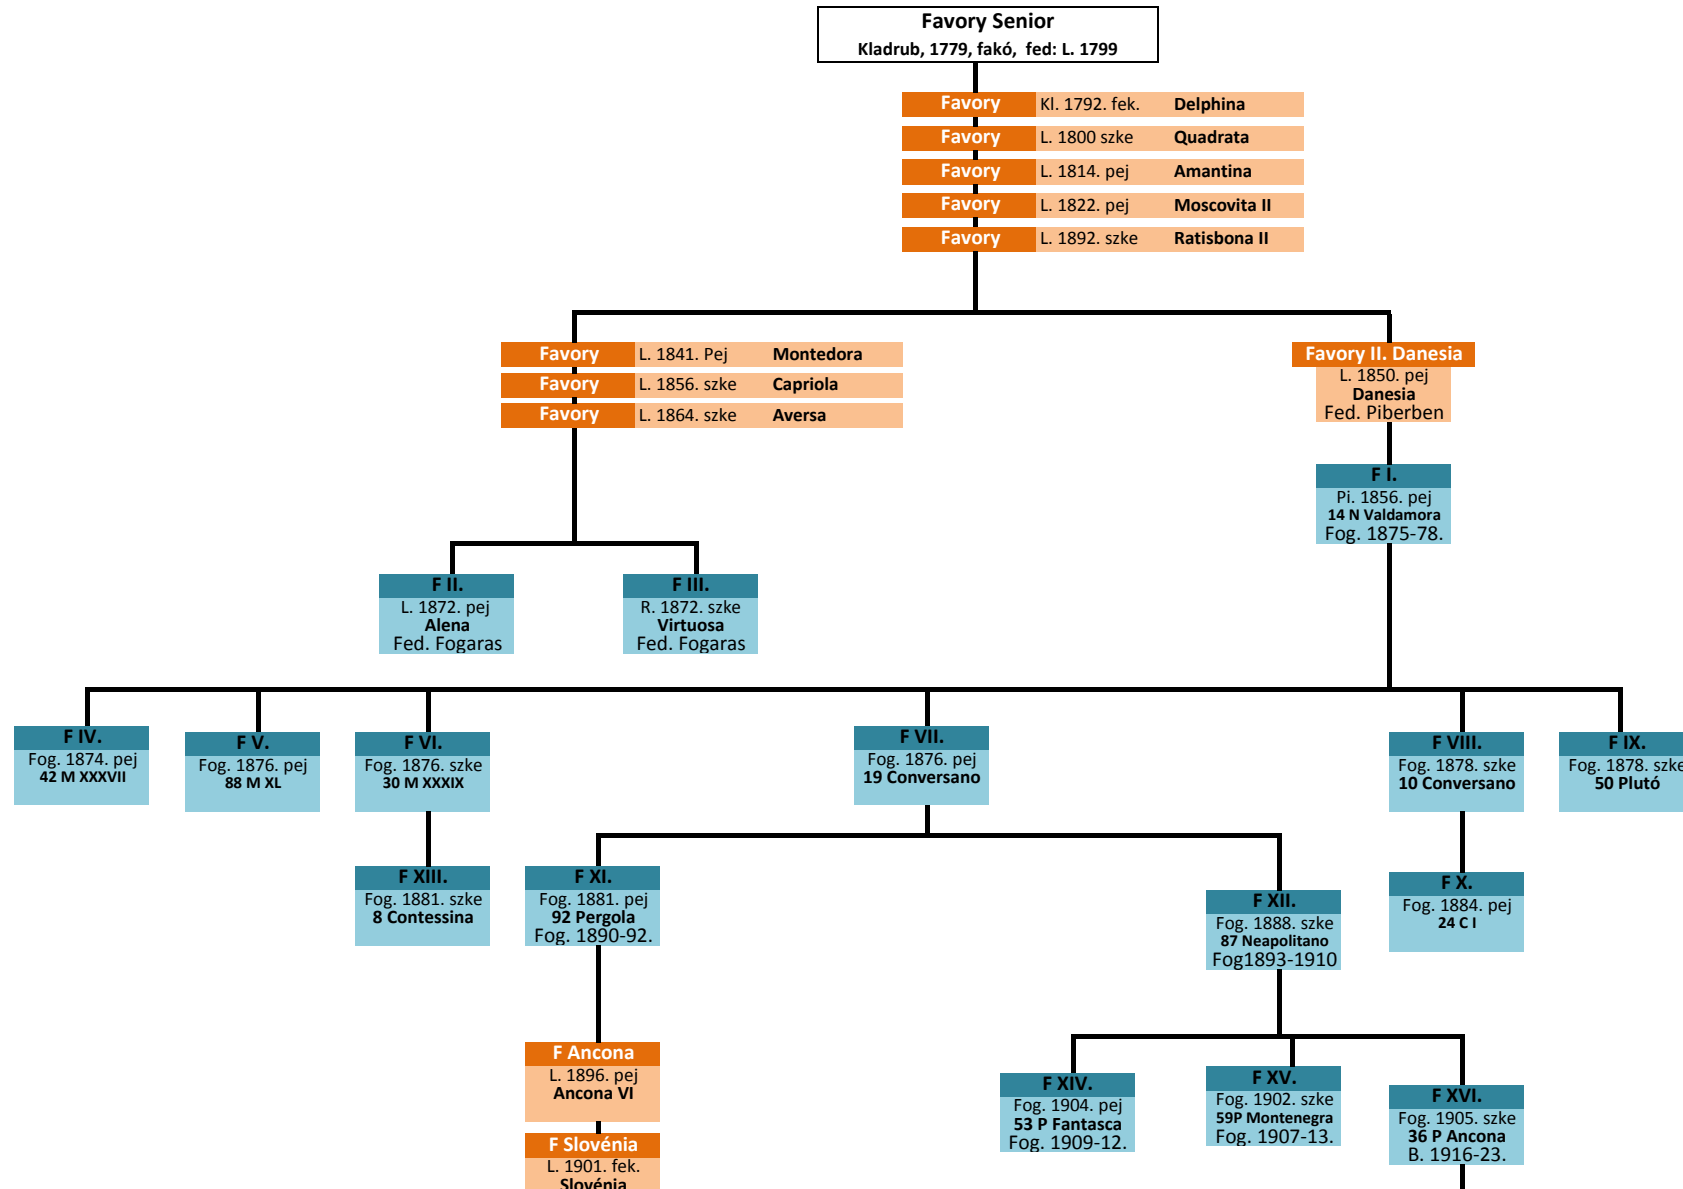 Favory Senior
Kladrub, 1779, fakó, fed: L. 1799
Favory Kl. 1792. fek. Delphina
Favory L. 1800 szke Quadrata
Favory L. 1814. pej Amantina
Favory L. 1822. pej Moscovita II
Favory L. 1892. szke Ratisbona II
Favory L. 1841. Pej Montedora
Favory L. 1856. szke Capriola
Favory L. 1864. szke Aversa
Favory II. Danesia
L. 1850. pej
Danesia
Fed. Piberben
F I.
Pi. 1856. pej
14 N Valdamora
Fog. 1875-78.
F II.
L. 1872. pej
Alena
Fed. Fogaras
F III.
R. 1872. szke
Virtuosa
Fed. Fogaras
F IV.
Fog. 1874. pej
42 M XXXVII
F V.
Fog. 1876. pej
88 M XL
F VI.
Fog. 1876. szke
30 M XXXIX
F VII.
Fog. 1876. pej
19 Conversano
F VIII.
Fog. 1878. szke
10 Conversano
F IX.
Fog. 1878. szke
50 Plutó
F XIII.
Fog. 1881. szke
8 Contessina
F XI.
Fog. 1881. pej
92 Pergola
Fog. 1890-92.
F XII.
Fog. 1888. szke
87 Neapolitano
Fog1893-1910
F X.
Fog. 1884. pej
24 C I
F Ancona
L. 1896. pej
Ancona VI
F Slovénia
L. 1901. fek.
Slovénia
F XIV.
Fog. 1904. pej
53 P Fantasca
Fog. 1909-12.
F XV.
Fog. 1902. szke
59P Montenegra
Fog. 1907-13.
F XVI.
Fog. 1905. szke
36 P Ancona
B. 1916-23.